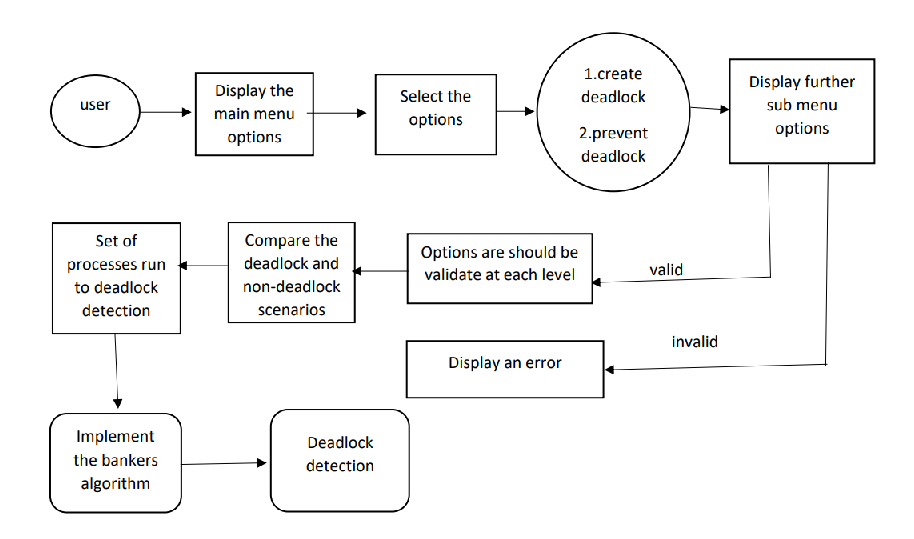 user
Display the
main menu
options
Select the
options
1.create
deadlock
2.prevent
deadlock
Display further
sub menu
options
Set of
processes run
to deadlock
detection
Compare the
deadlock and
non-deadlock
scenarios
Options are should be
validate at each level
valid
invalid
Display an error
Implement
the bankers
algorithm
Deadlock
detection